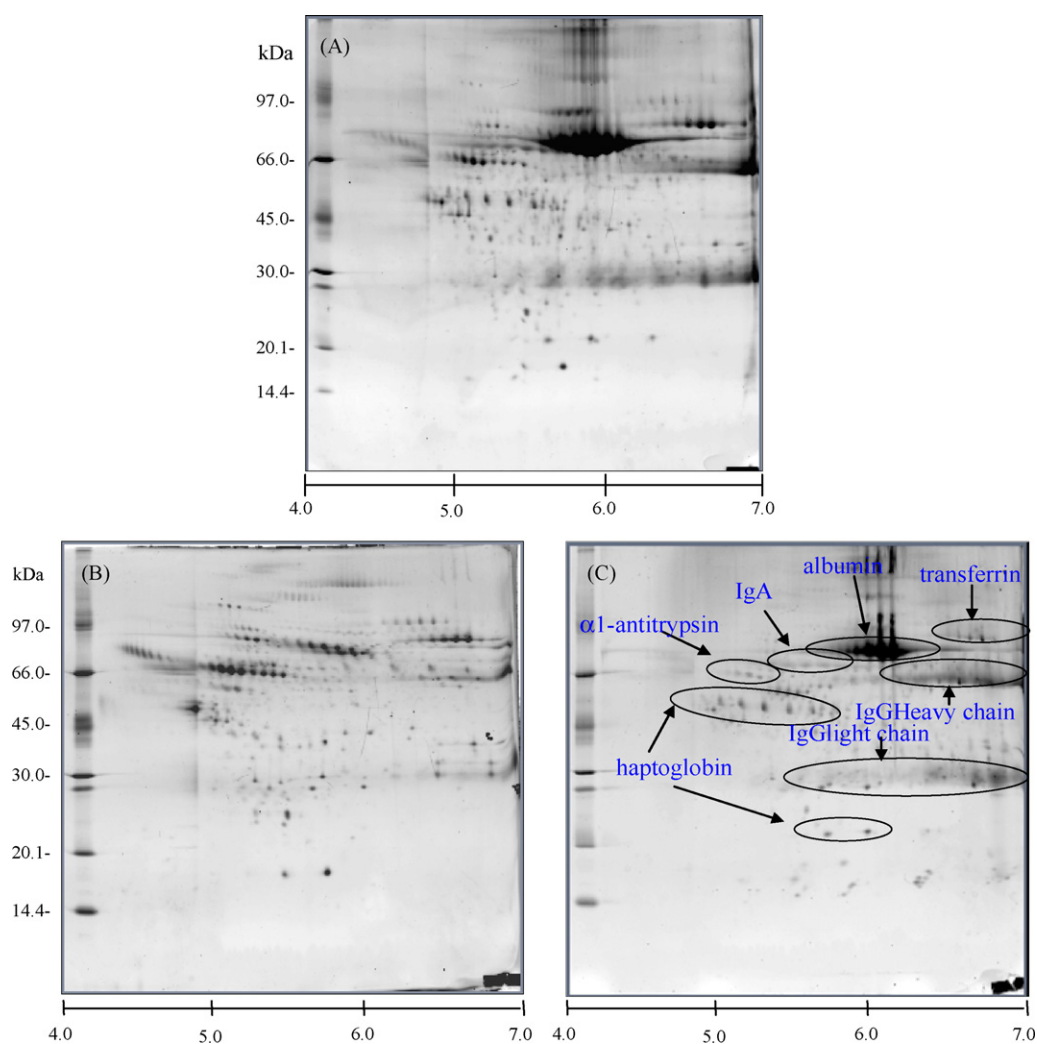 kDa
(A)
97.0-
66.0-
45.0-
30.0-
20.1-
14.4-
4.0 5.0 6.0 7.0
kDa
(B)
97.0-
66.0-
45.0-
30.0-
20.1-
14.4-
4.0 5.0 6.0 7.0
(C)
albumin
transferrin
IgA
α1-antitrypsin
IgGHeavy chain
IgGlight chain
haptoglobin
4.0 5.0 6.0 7.0